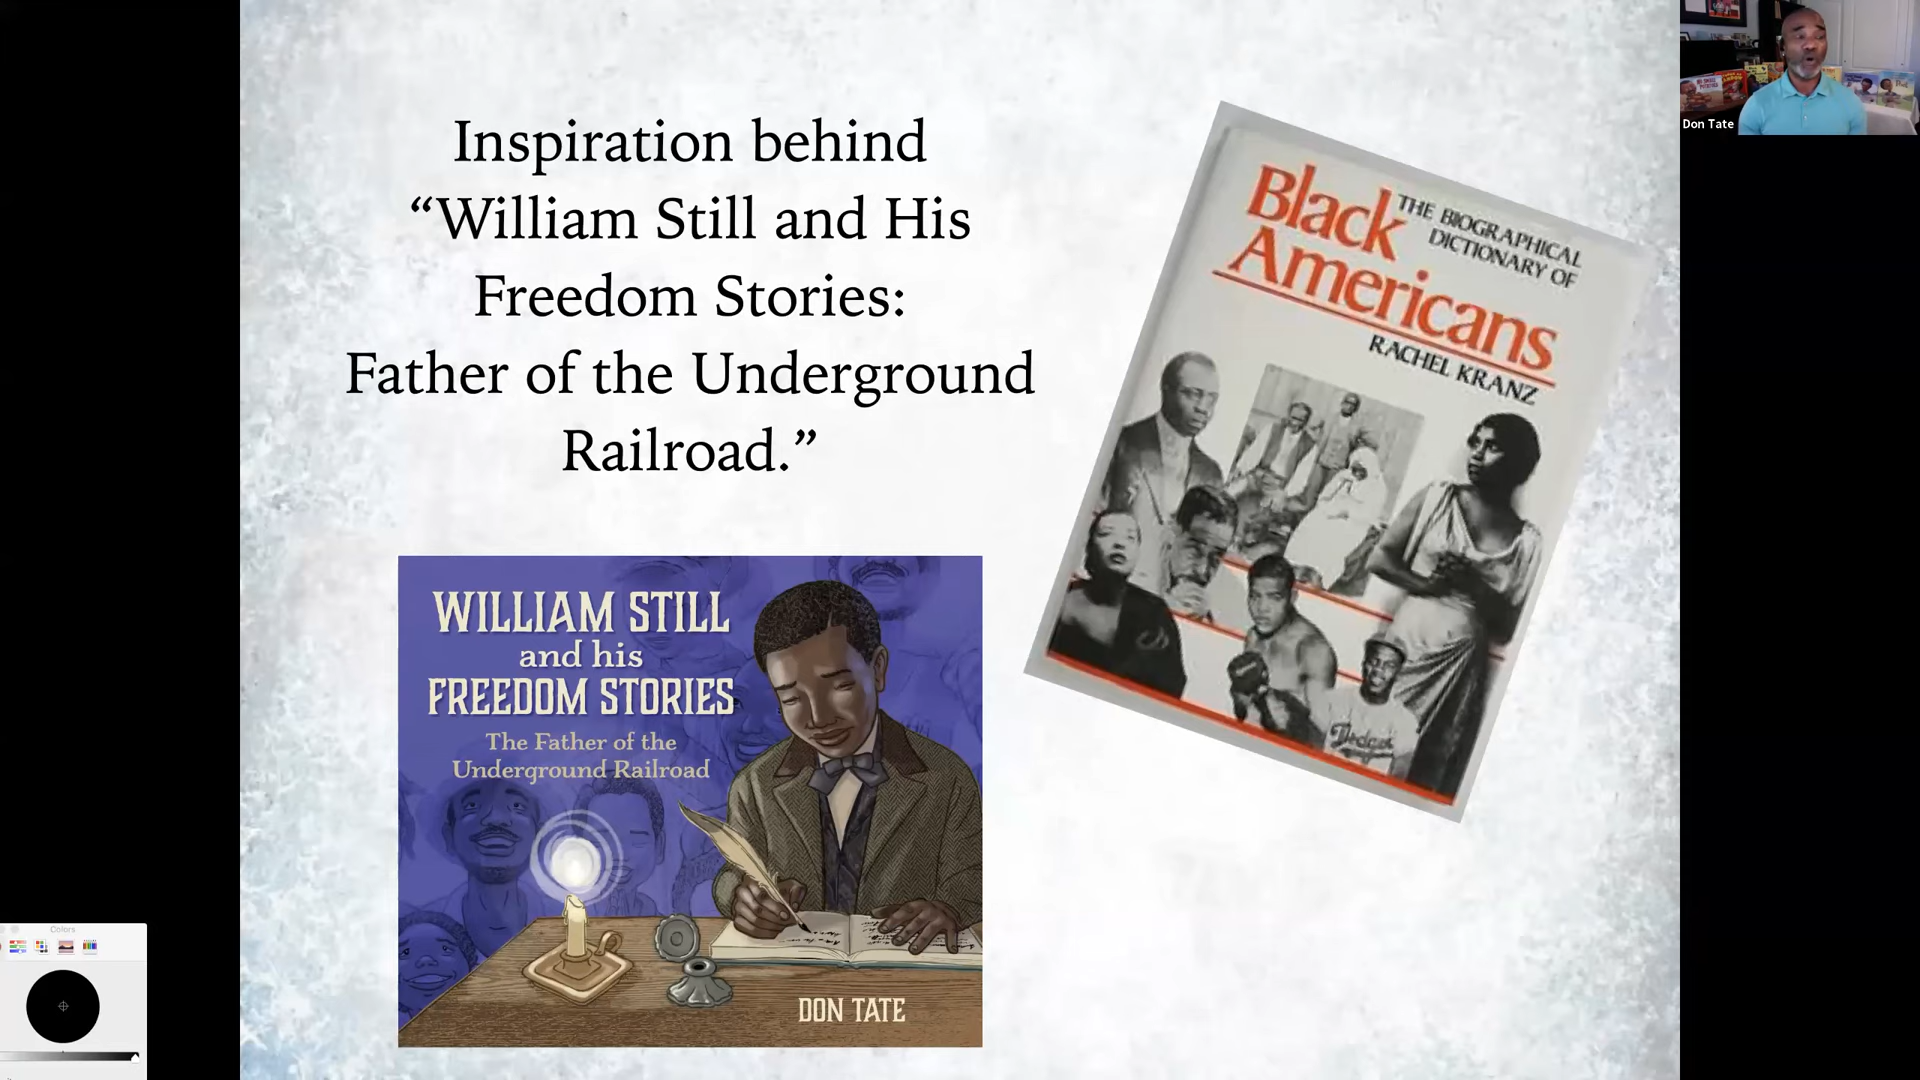 Inspiration behind
“William Still and His
Freedom Stories:
Father of the Underground
Railroad.”
WILLIAM STILL
and his
FREEDOM STORIES
The Father of the
Underground Railroad
DON TATE
Black
THE BIOGRAPHICAL
DICTIONARY OF
Americans
RACHEL KRANZ
Dodgers
Don Tate
Colors